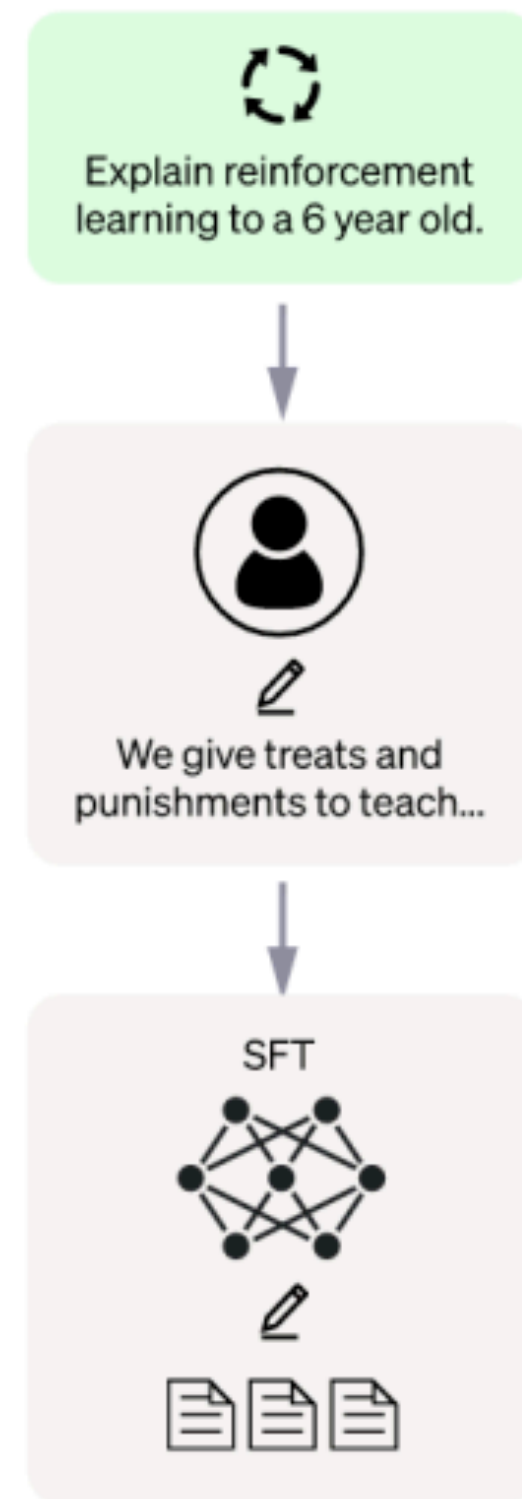 Explain reinforcement
learning to a 6 year old.
We give treats and
punishments to teach...
SFT